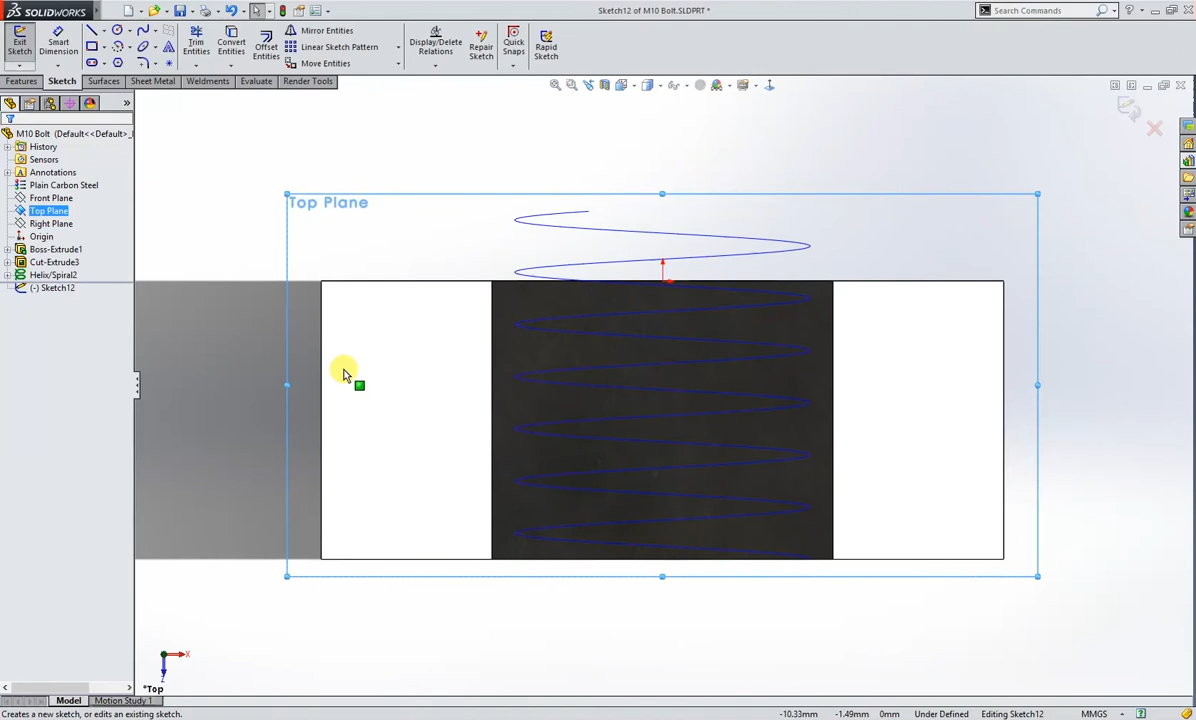 SOLIDWORKS
Sketch12 of M10 Bolt.SLDPRT *
Search Commands
Exit Sketch
Smart Dimension
Trim Entities
Convert Entities
Offset Entities
Mirror Entities
Linear Sketch Pattern
Move Entities
Display/Delete Relations
Repair Sketch
Quick Snaps
Rapid Sketch
Features
Sketch
Surfaces
Sheet Metal
Weldments
Evaluate
Render Tools
M10 Bolt (Default<<Default>_
History
Sensors
Annotations
Plain Carbon Steel
Front Plane
Top Plane
Right Plane
Origin
Boss-Extrude1
Cut-Extrude3
Helix/Spiral2
(-) Sketch12
Top Plane
X
Z
*Top
Model
Motion Study 1
Creates a new sketch, or edits an existing sketch.
-10.33mm
-1.49mm
0mm
Under Defined
Editing Sketch12
MMGS